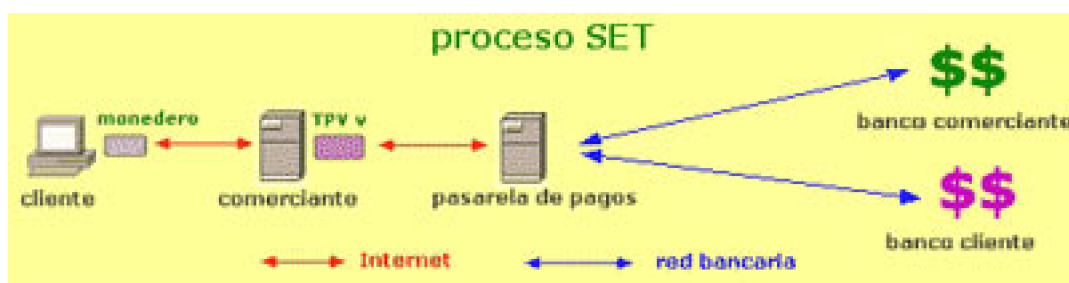 proceso SET
$$
banco comerciante
monedero
TPV v
cliente
comerciante
pasarela de pagos
$$
banco cliente
Internet
red bancaria